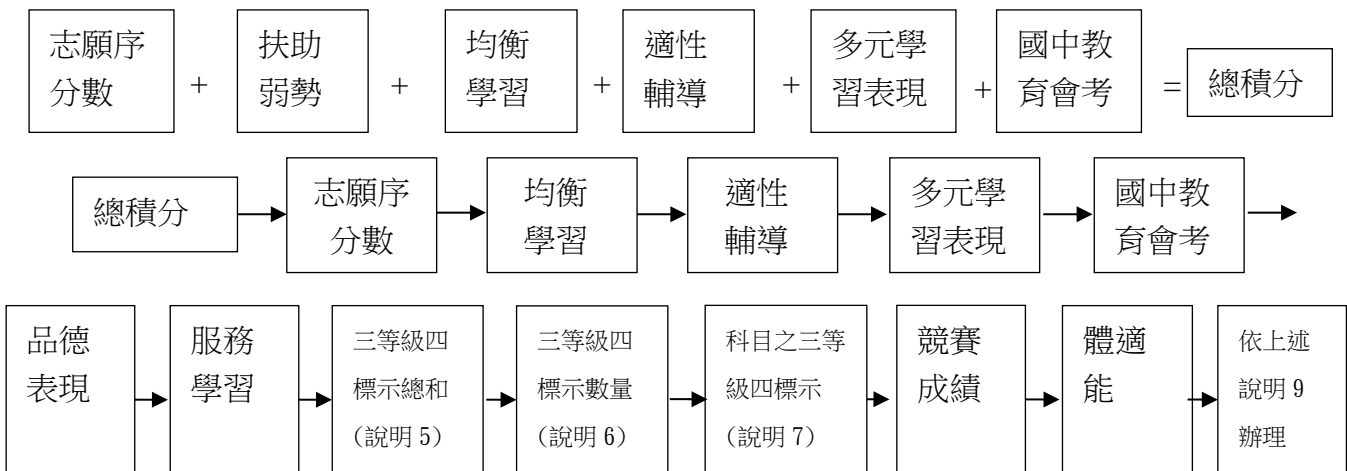 志願序 扶助 均衡 適性 多元學 國中教
分數 + 弱勢 + 學習 + 輔導 + 習表現 + 育會考 = 總積分
總積分 志願序 均衡 適性 多元學 國中教
分數 學習 輔導 習表現 育會考
品德 服務 三等級四 三等級四 科目之三等 競賽 體適 依上述
表現 學習 標示總和 標示數量 級四標示 成績 能 說明 9
(說明 5) (說明 6) (說明 7) 辦理